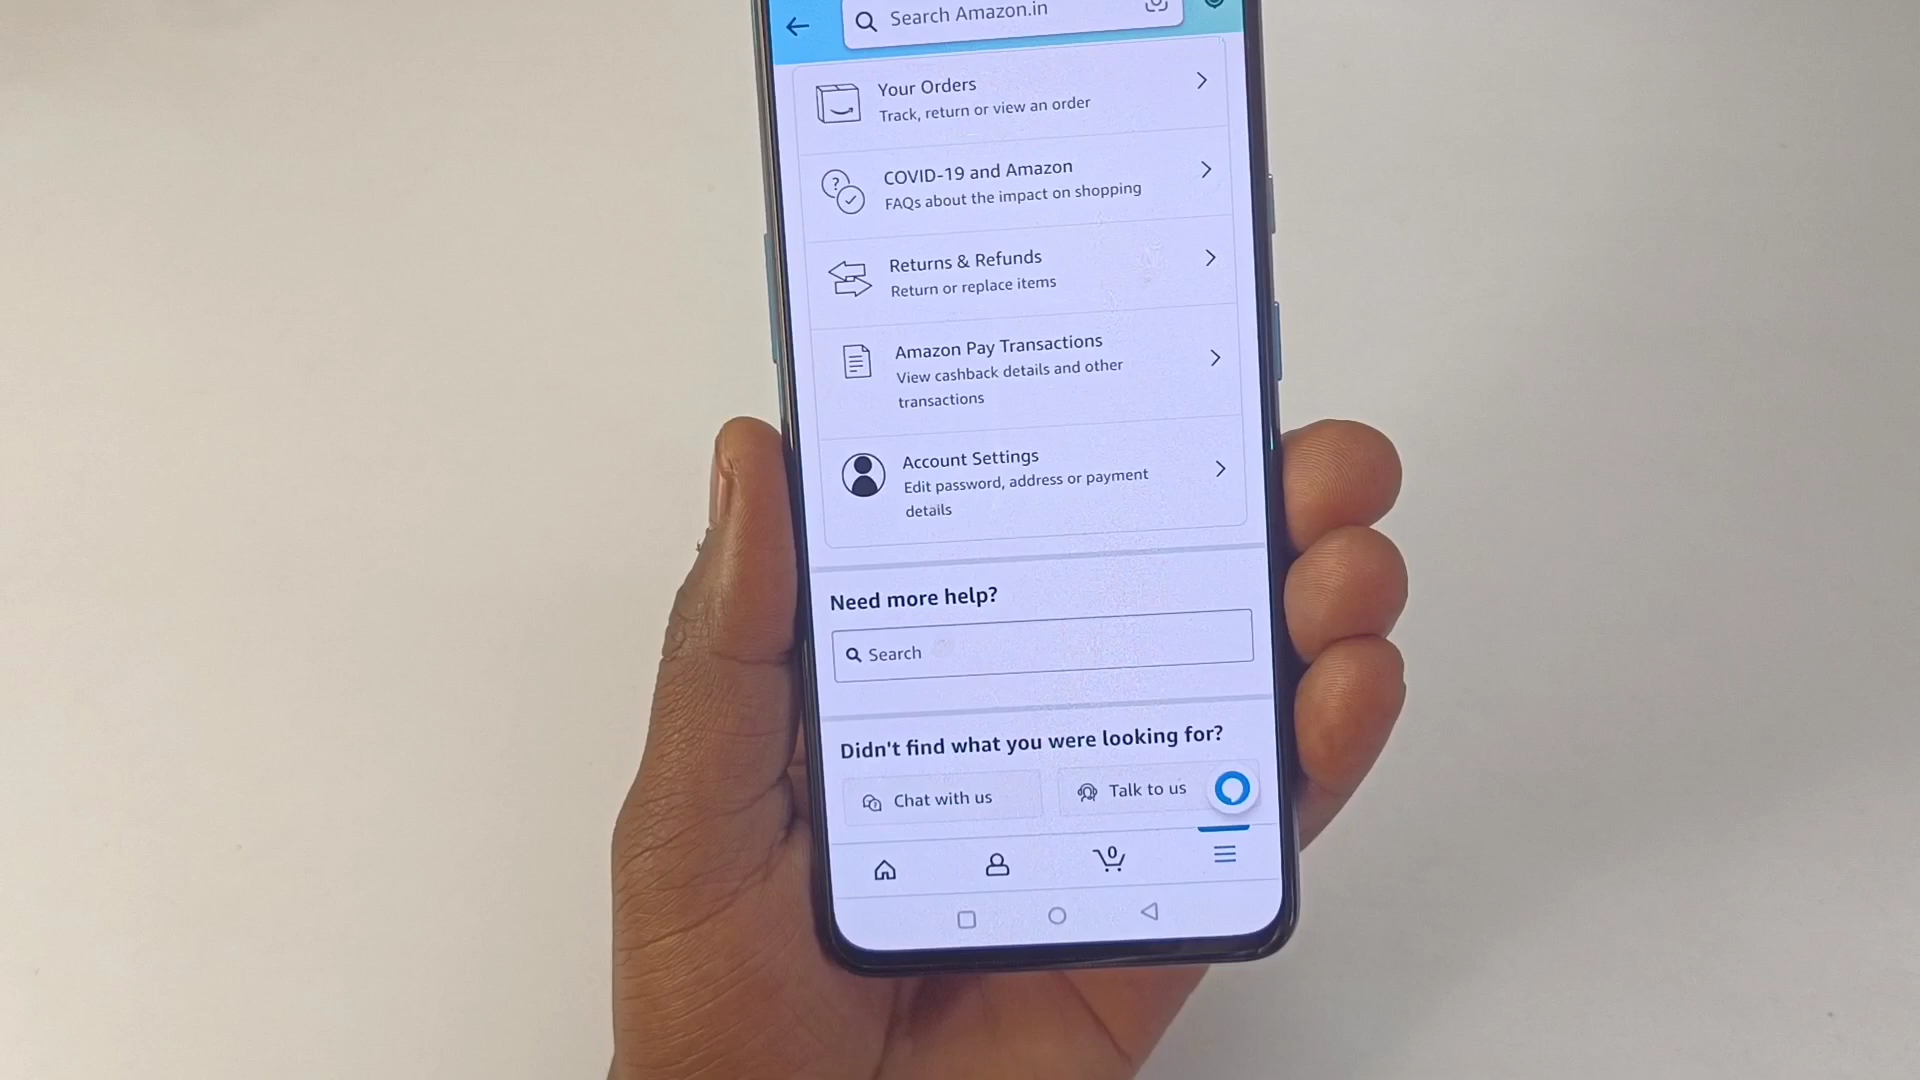 Search Amazon.in
Your Orders
Track, return or view an order
?
COVID-19 and Amazon
FAQs about the impact on shopping
Returns & Refunds
Return or replace items
Amazon Pay Transactions
View cashback details and other
transactions
Account Settings
Edit password, address or payment
details
Need more help?
Search
Didn't find what you were looking for?
Chat with us
Talk to us
0